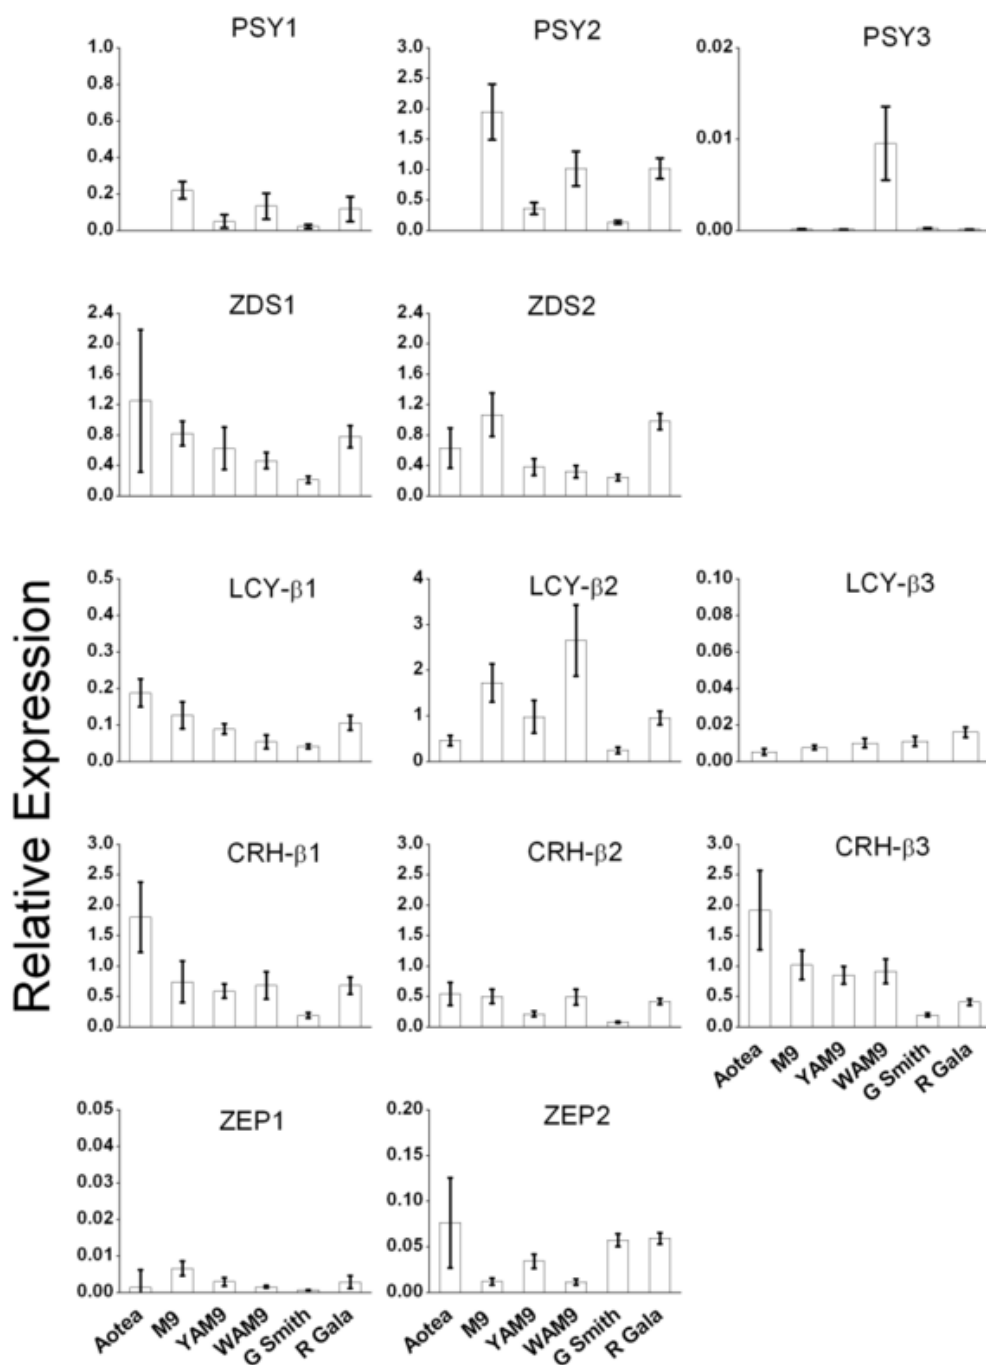 Relative Expression
PSY1
1.0
0.8
0.6
0.4
0.2
0.0
PSY2
3.0
2.5
2.0
1.5
1.0
0.5
0.0
PSY3
0.02
0.01
0.00
ZDS1
2.4
2.0
1.6
1.2
0.8
0.4
0.0
ZDS2
2.4
2.0
1.6
1.2
0.8
0.4
0.0
LCY-β1
0.5
0.4
0.3
0.2
0.1
0.0
LCY-β2
4
3
2
1
0
LCY-β3
0.10
0.08
0.06
0.04
0.02
0.00
CRH-β1
3.0
2.5
2.0
1.5
1.0
0.5
0.0
CRH-β2
3.0
2.5
2.0
1.5
1.0
0.5
0.0
CRH-β3
3.0
2.5
2.0
1.5
1.0
0.5
0.0
Aotea
M9
YAM9
WAM9
G Smith
R Gala
ZEP1
0.05
0.04
0.03
0.02
0.01
0.00
Aotea
M9
YAM9
WAM9
G Smith
R Gala
ZEP2
0.20
0.15
0.10
0.05
0.00
Aotea
M9
YAM9
WAM9
G Smith
R Gala